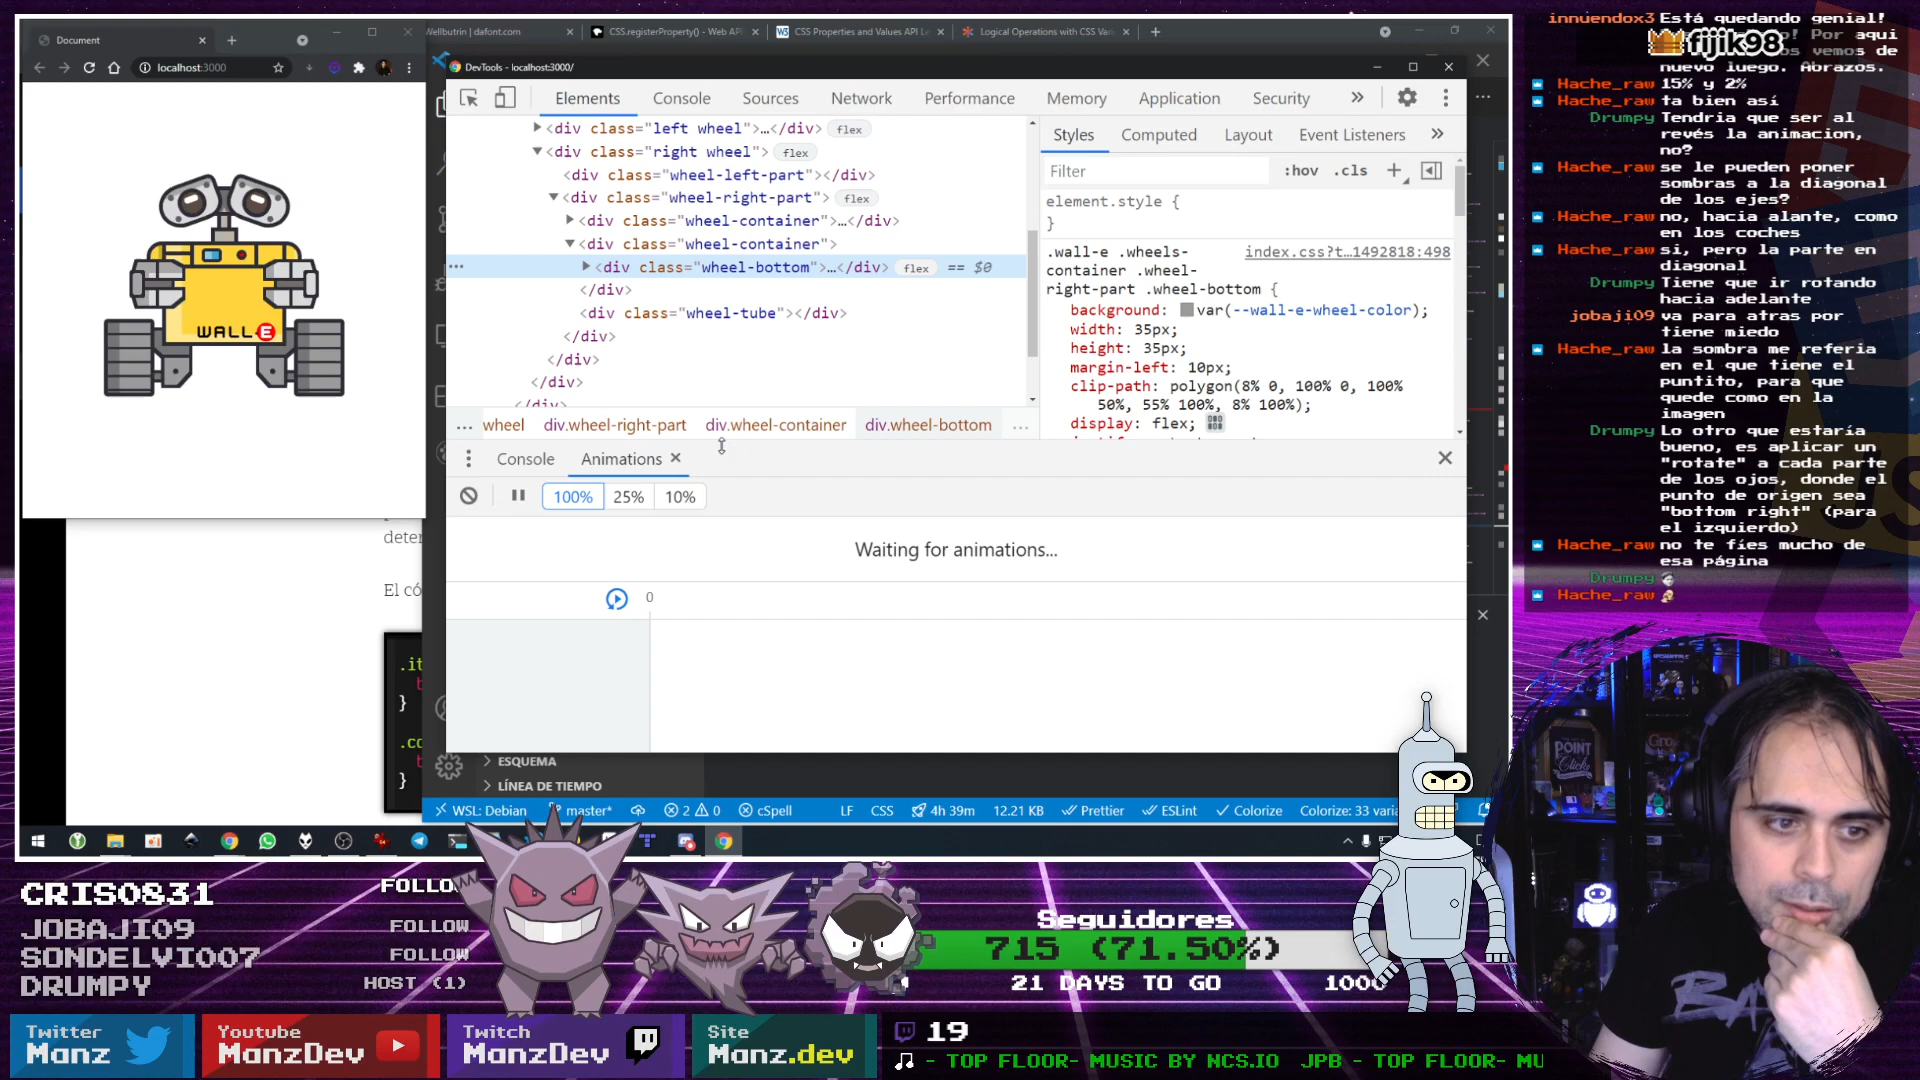 Document
localhost:3000
Wellbutrin | dafont.com
CSS.registerProperty() - Web API
CSS Properties and Values API Le
Logical Operations with CSS Vari
DevTools - localhost:3000/
Elements
Console
Sources
Network
Performance
Memory
Application
Security
<div class="left wheel">…</div> flex
<div class="right wheel"> flex
<div class="wheel-left-part"></div>
<div class="wheel-right-part"> flex
<div class="wheel-container">…</div>
<div class="wheel-container">
<div class="wheel-bottom">…</div> flex == $0
</div>
<div class="wheel-tube"></div>
</div>
</div>
</div>
… wheel div.wheel-right-part div.wheel-container div.wheel-bottom …
Styles
Computed
Layout
Event Listeners
Filter
:hov .cls
element.style {
}
.wall-e .wheels-container .wheel-right-part .wheel-bottom {
index.css?t…1492818:498
background: var(--wall-e-wheel-color);
width: 35px;
height: 35px;
margin-left: 10px;
clip-path: polygon(8% 0, 100% 0, 100%
50%, 55% 100%, 8% 100%);
display: flex;
Console
Animations
100% 25% 10%
Waiting for animations...
0
WALL E
deter
El có
.it
b
}
.co
b
}
ESQUEMA
LÍNEA DE TIEMPO
WSL: Debian
master*
2 0
cSpell
LF
CSS
4h 39m
12.21 KB
Prettier
ESLint
Colorize
Colorize: 33 varia
innuendox3 Está quedando genial!
Por aqui
fijik98
vemos de
nuevo luego. Abrazos.
Hache_raw 15% y 2%
Hache_raw ta bien así
Drumpy Tendria que ser al
revés la animacion,
no?
Hache_raw se le pueden poner
sombras a la diagonal
de los ejes?
Hache_raw no, hacia alante, como
en los coches
Hache_raw si, pero la parte en
diagonal
Drumpy Tiene que ir rotando
hacia adelante
jobaji09 va para atras por
tiene miedo
Hache_raw la sombra me referia
en el que tiene el
puntito, para que
quede como en la
imagen
Drumpy Lo otro que estaría
bueno, es aplicar un
"rotate" a cada parte
de los ojos, donde el
punto de origen sea
"bottom right" (para
el izquierdo)
Hache_raw no te fíes mucho de
esa página
Drumpy
Hache_raw
POINT
Click
CRIS0831 FOLLO
JOBAJI09 FOLLOW
SONDELVI007 FOLLOW
DRUMPY HOST (1)
Seguidores
715 (71.50%)
21 DAYS TO GO
1000
Twitter
Manz
Youtube
ManzDev
Twitch
ManzDev
Site
Manz.dev
19
- TOP FLOOR- MUSIC BY NCS.IO JPB - TOP FLOOR- MU